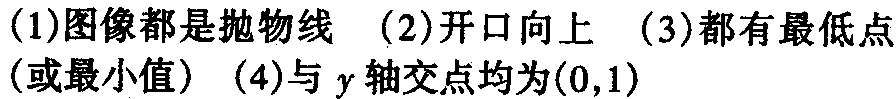 (1)图像都是抛物线 (2)开口向上 (3)都有最低点
(或最小值) (4)与 y 轴交点均为(0,1)